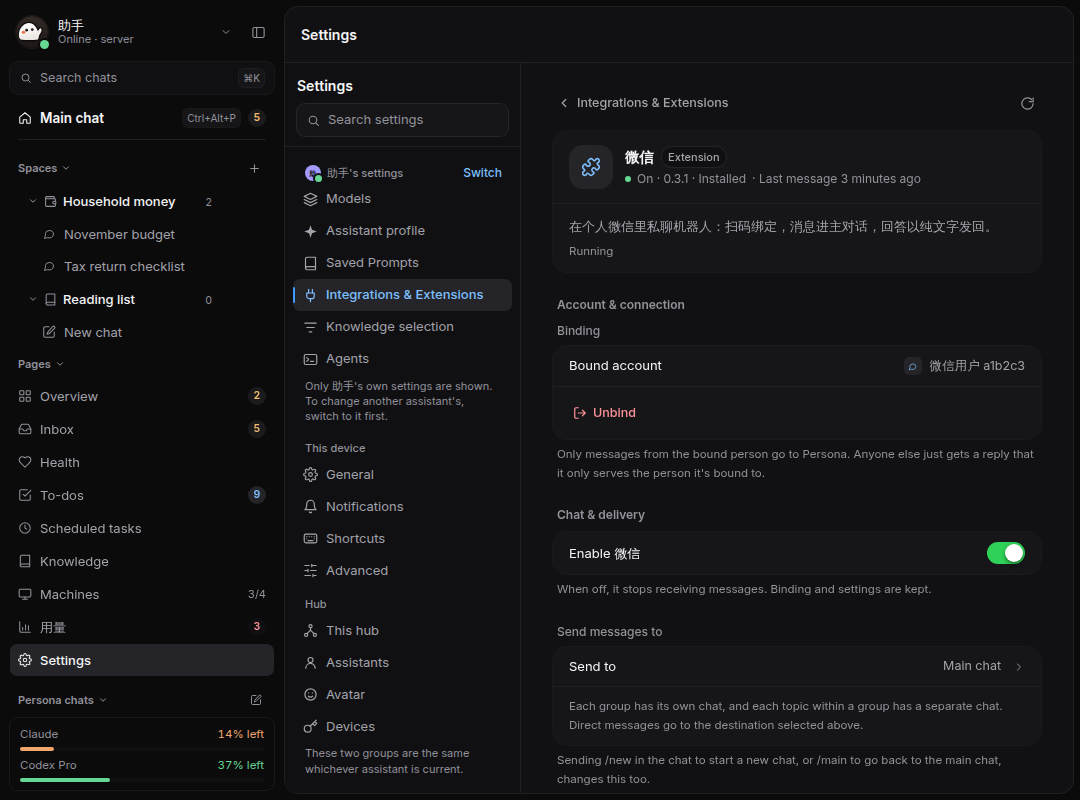 助手
Online · server
Search chats
⌘K
Main chat
Ctrl+Alt+P
5
Spaces
Household money
2
November budget
Tax return checklist
Reading list
0
New chat
Pages
Overview
2
Inbox
5
Health
To-dos
9
Scheduled tasks
Knowledge
Machines
3/4
用量
3
Settings
Persona chats
Claude
14% left
Codex Pro
37% left
Settings
Settings
Search settings
助手's settings
Switch
Models
Assistant profile
Saved Prompts
Integrations & Extensions
Knowledge selection
Agents
Only 助手's own settings are shown.
To change another assistant's,
switch to it first.
This device
General
Notifications
Shortcuts
Advanced
Hub
This hub
Assistants
Avatar
Devices
These two groups are the same
whichever assistant is current.
Integrations & Extensions
微信
Extension
On · 0.3.1 · Installed · Last message 3 minutes ago
在个人微信里私聊机器人：扫码绑定，消息进主对话，回答以纯文字发回。
Running
Account & connection
Binding
Bound account
微信用户 a1b2c3
Unbind
Only messages from the bound person go to Persona. Anyone else just gets a reply that
it only serves the person it's bound to.
Chat & delivery
Enable 微信
When off, it stops receiving messages. Binding and settings are kept.
Send messages to
Send to
Main chat
Each group has its own chat, and each topic within a group has a separate chat.
Direct messages go to the destination selected above.
Sending /new in the chat to start a new chat, or /main to go back to the main chat,
changes this too.